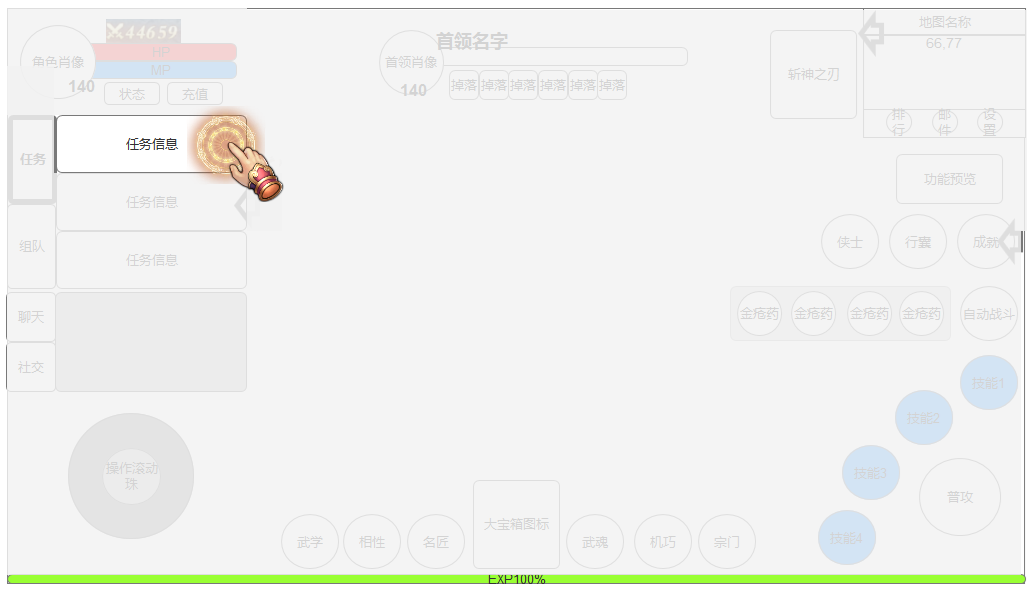 44659
角色肖像
HP
MP
140
状态
充值
首领名字
首领肖像
140
掉落
掉落
掉落
掉落
掉落
掉落
斩神之刃
地图名称
66,77
排行
邮件
设置
任务
任务信息
任务信息
任务信息
组队
聊天
社交
功能预览
侠士
行囊
成就
金疮药
金疮药
金疮药
金疮药
自动战斗
技能1
技能2
技能3
技能4
普攻
操作滚动
珠
武学
相性
名匠
大宝箱图标
武魂
机巧
宗门
EXP100%